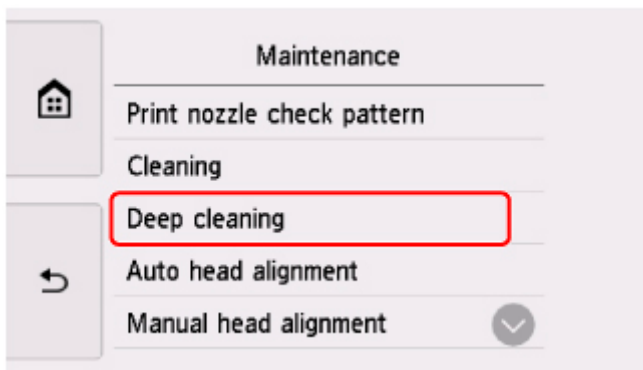 Maintenance
Print nozzle check pattern
Cleaning
Deep cleaning
Auto head alignment
Manual head alignment